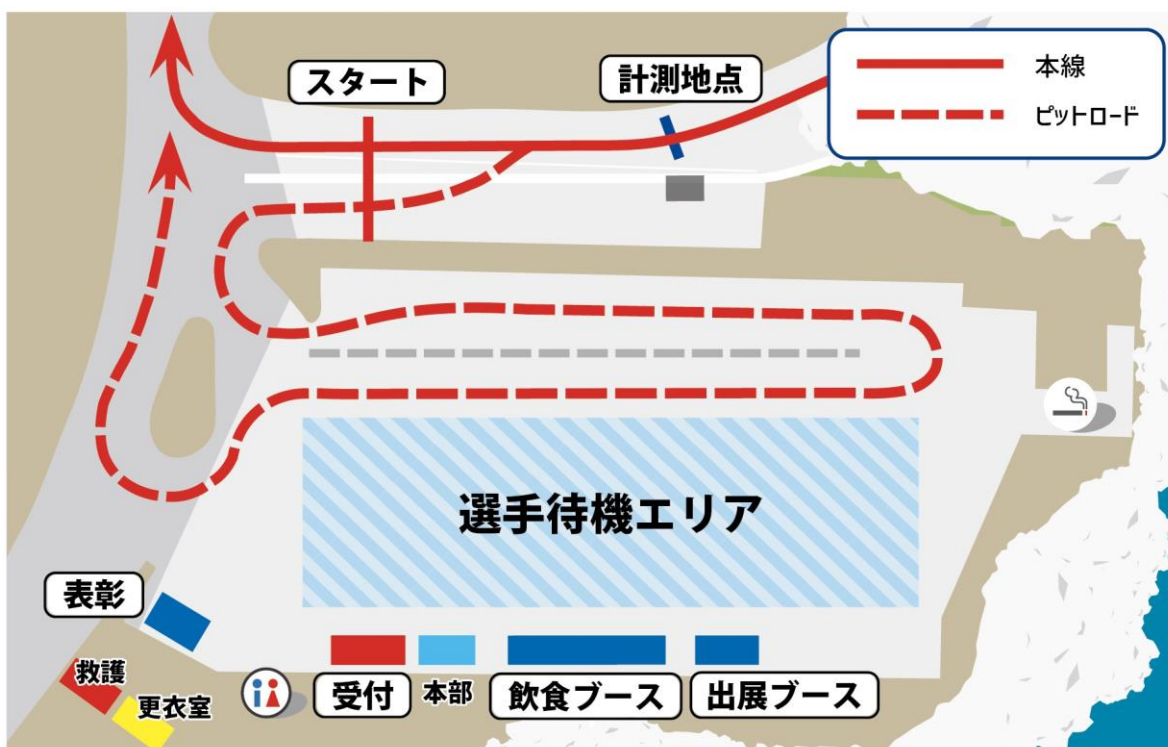 本線
ピットロード
スタート
計測地点
選手待機エリア
表彰
救護
更衣室
受付
本部
飲食ブース
出展ブース